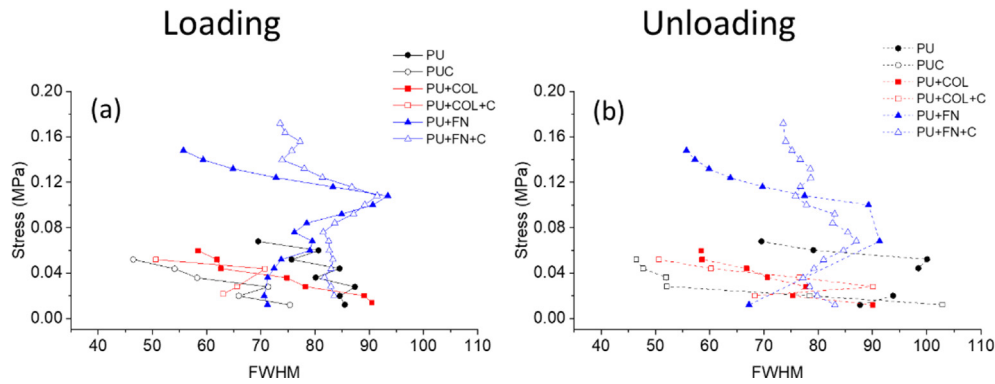 Loading
Unloading
PU
PUC
PU+COL
PU+COL+C
PU+FN
PU+FN+C
PU
PUC
PU+COL
PU+COL+C
PU+FN
PU+FN+C
(a)
(b)
0.20
0.16
0.12
0.08
0.04
0.00
Stress (MPa)
40 50 60 70 80 90 100 110
FWHM
0.20
0.16
0.12
0.08
0.04
0.00
Stress (MPa)
40 50 60 70 80 90 100 110
FWHM